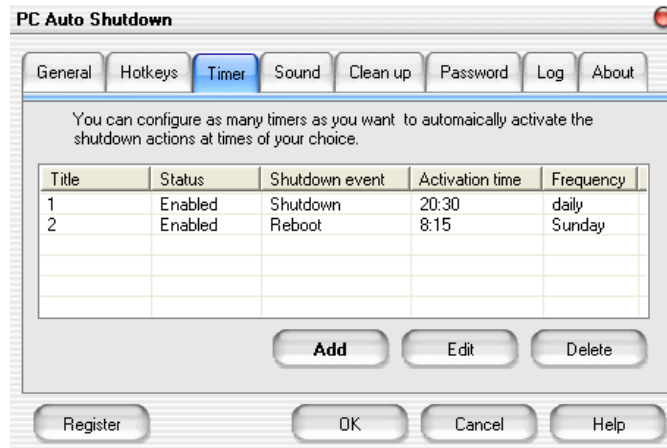 PC Auto Shutdown
General Hotkeys Timer Sound Clean up Password Log About
You can configure as many timers as you want to automaically activate the
shutdown actions at times of your choice.
Title Status Shutdown event Activation time Frequency
1 Enabled Shutdown 20:30 daily
2 Enabled Reboot 8:15 Sunday
Add Edit Delete
Register OK Cancel Help